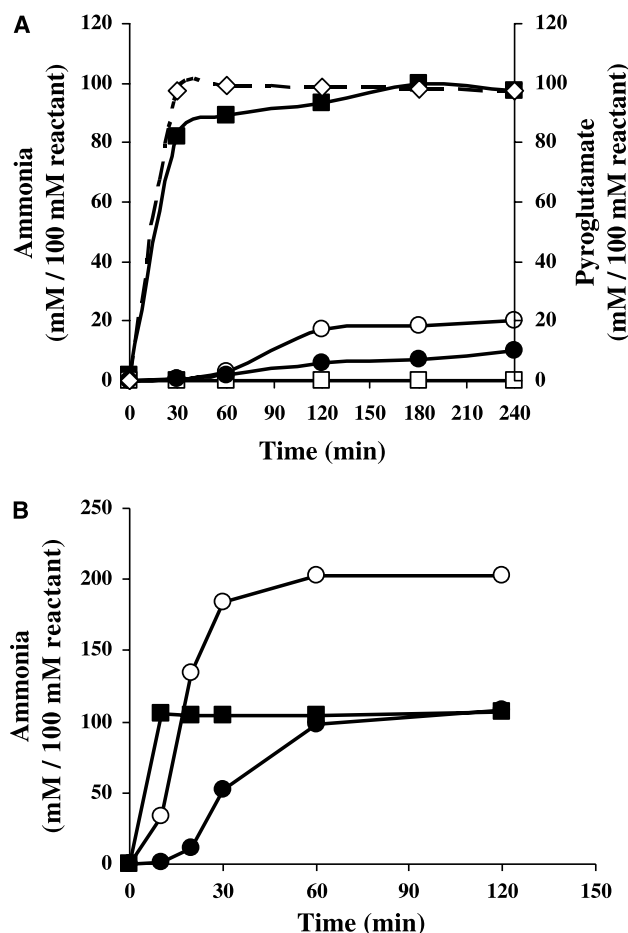 A
120
100
80
60
40
20
0
Ammonia
(mM / 100 mM reactant)
120
100
80
60
40
20
0
Pyroglutamate
(mM / 100 mM reactant)
0 30 60 90 120 150 180 210 240
Time (min)
B
250
200
150
100
50
0
Ammonia
(mM / 100 mM reactant)
0 30 60 90 120 150
Time (min)